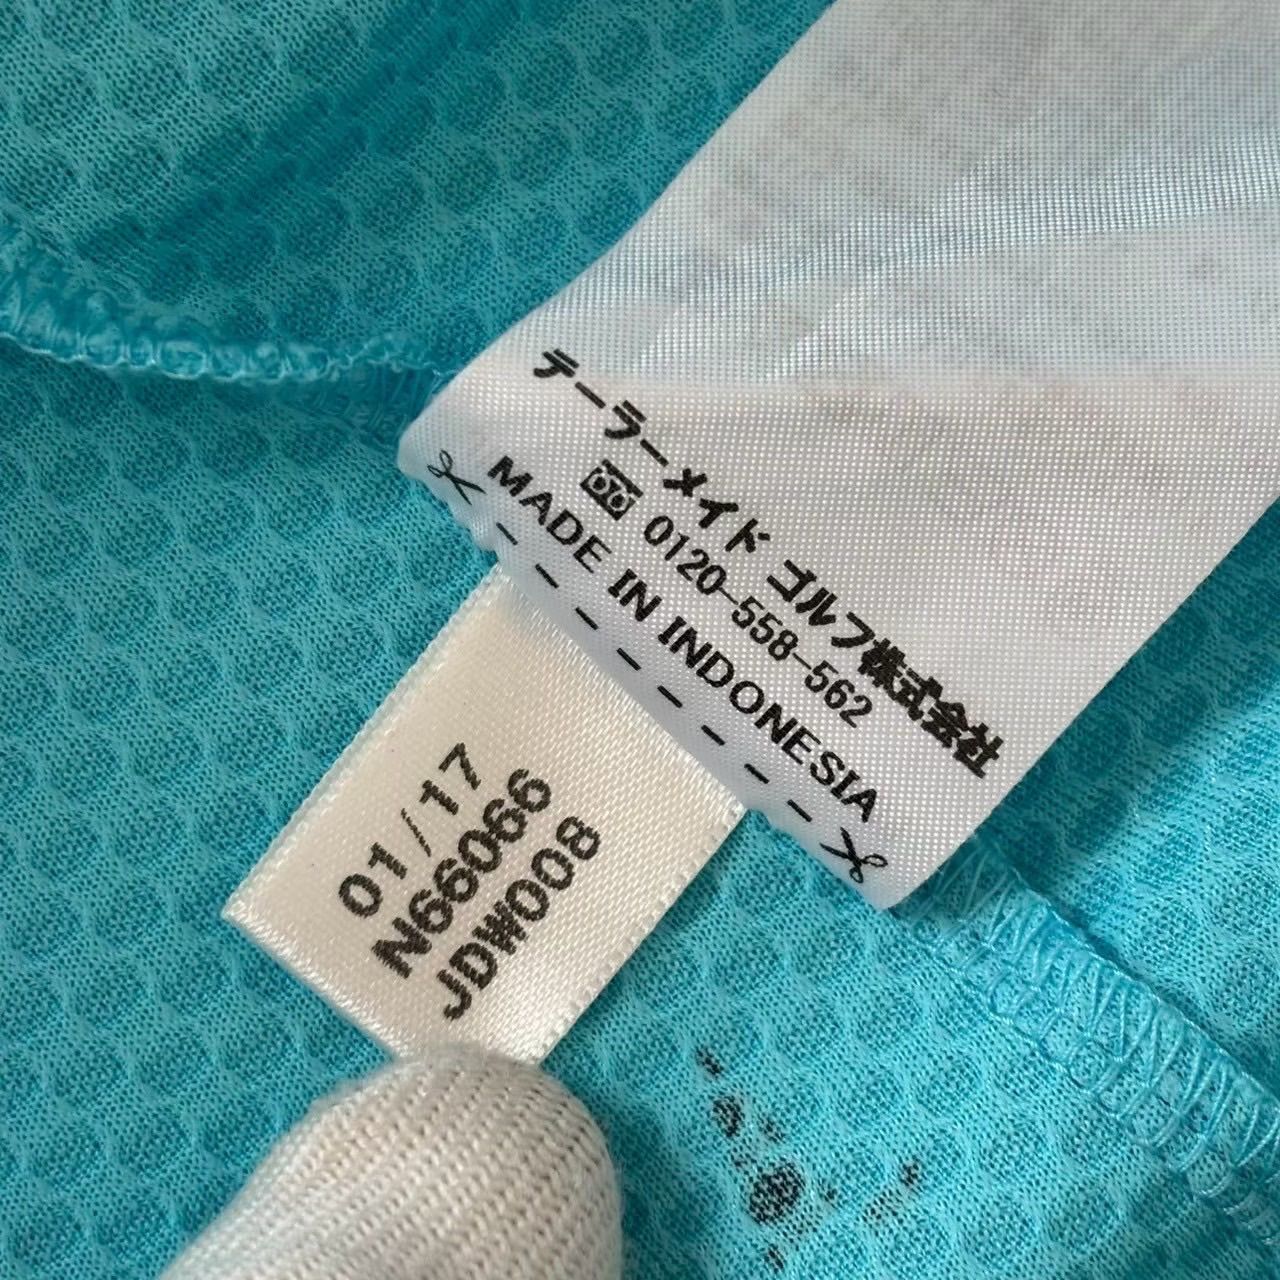 テーラーメイド ゴルフ株式会社
0120-558-562
MADE IN INDONESIA
01/17
N66066
JDW008